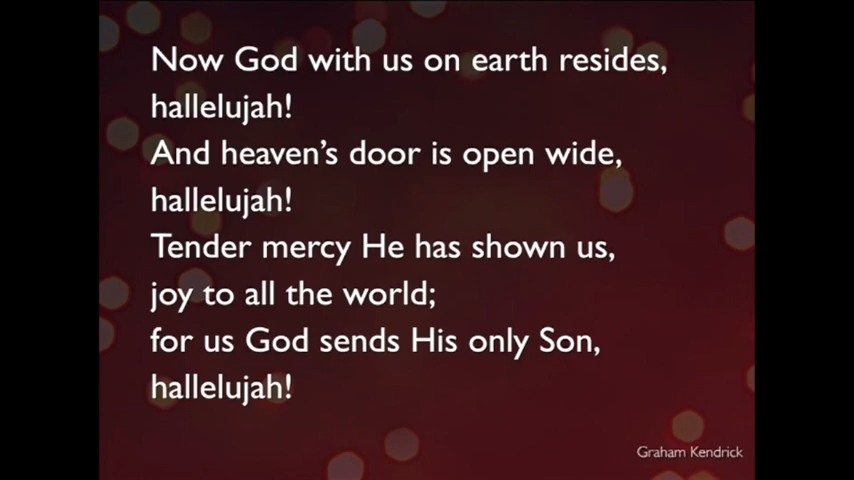 Now God with us on earth resides,
hallelujah!
And heaven's door is open wide,
hallelujah!
Tender mercy He has shown us,
joy to all the world;
for us God sends His only Son,
hallelujah!
Graham Kendrick